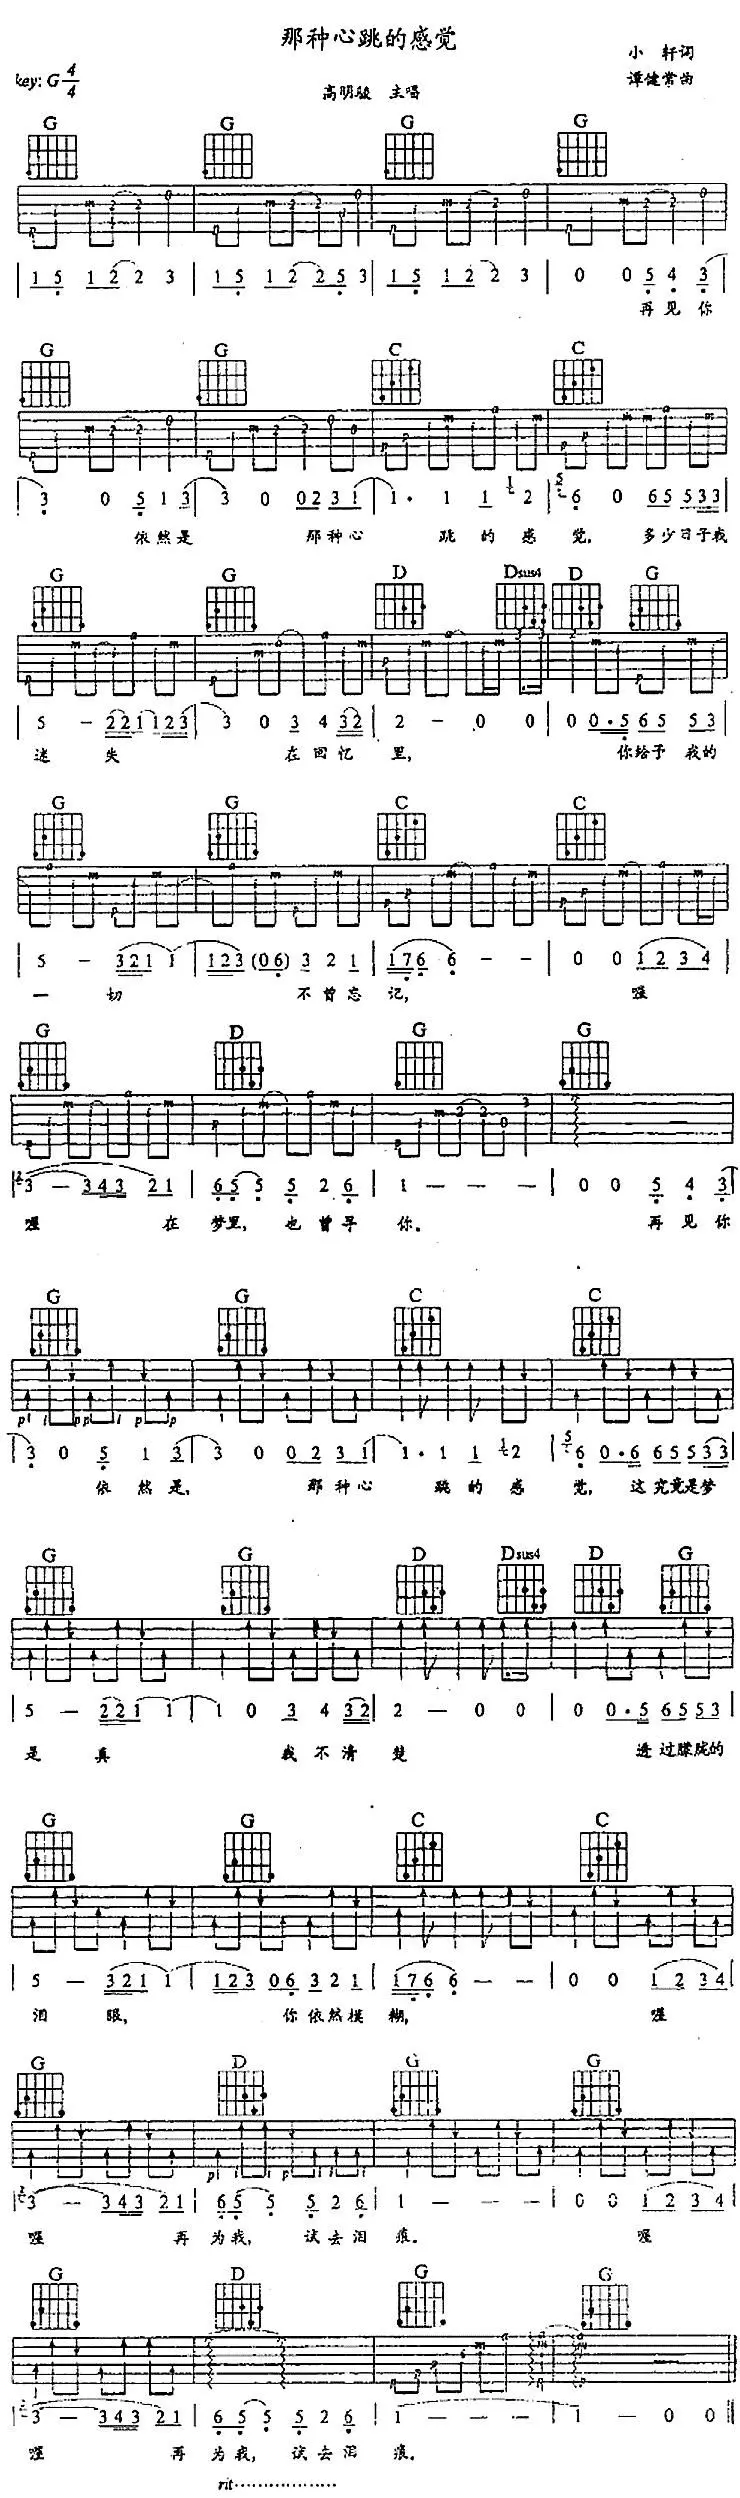 那种心跳的感觉
小 轩词
key: G 4/4
谭健常曲
高明骏 主唱
G G G G
1 5 1 2 2 3 | 1 5 1 2 2 5 3 | 1 5 1 2 2 3 | 0 0 5 4 3
再见你
G G C C
3 0 5 1 3 | 3 0 0 2 3 1 | 1· 1 1 2 | 6 0 6 5 5 3 3
依然是 那种心 跳的感 觉, 多少日子我
G G D Dsus4 D G
5 - 2 2 1 1 2 3 | 3 0 3 4 3 2 | 2 - 0 0 | 0 0·5 6 5 5 3
迷 失 在回忆 里, 你给予 我的
G G C C
5 - 3 2 1 1 | 1 2 3 (0 6) 3 2 1 | 1 7 6 6 - - | 0 0 1 2 3 4
一 切 不曾忘 记, 喔
G D G G
3 - 3 4 3 2 1 | 6 5 5 5 2 6 | 1 - - - | 0 0 5 4 3
喔 在 梦里, 也曾寻 你。 再见你
G G C C
p i p p i p p
3 0 5 1 3 | 3 0 0 2 3 1 | 1· 1 1 2 | 6 0·6 6 5 5 3 3
依 然 是, 那种心 跳的感 觉, 这究竟是梦
G G D Dsus4 D G
5 - 2 2 1 1 | 1 0 3 4 3 2 | 2 - 0 0 | 0 0·5 6 5 5 3
是 真 我不清 楚 透过朦胧的
G G C C
5 - 3 2 1 1 | 1 2 3 0 6 3 2 1 | 1 7 6 6 - - | 0 0 1 2 3 4
泪 眼, 你依然模 糊, 喔
G D G G
3 - 3 4 3 2 1 | 6 5 5 5 2 6 | 1 - - - | 0 0 1 2 3 4
喔 再 为我, 试去泪 痕。 喔
G D G G
3 - 3 4 3 2 1 | 6 5 5 5 2 6 | 1 - - - | 1 - 0 0
喔 再 为我, 试去泪 痕。
rit···················